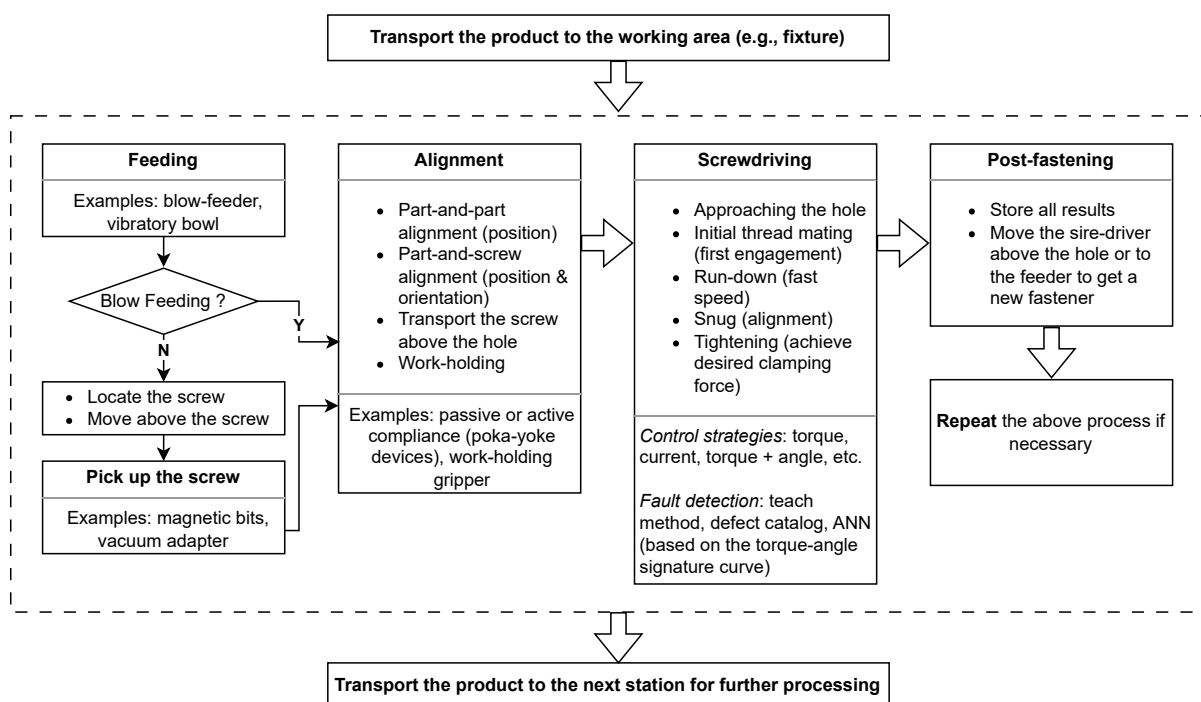 Transport the product to the working area (e.g., fixture)
Feeding
Examples: blow-feeder,
vibratory bowl
Blow Feeding ?
Y
N
• Locate the screw
• Move above the screw
Pick up the screw
Examples: magnetic bits,
vacuum adapter
Alignment
• Part-and-part
alignment (position)
• Part-and-screw
alignment (position &
orientation)
• Transport the screw
above the hole
• Work-holding
Examples: passive or active
compliance (poka-yoke
devices), work-holding
gripper
Screwdriving
• Approaching the hole
• Initial thread mating
(first engagement)
• Run-down (fast
speed)
• Snug (alignment)
• Tightening (achieve
desired clamping
force)
Control strategies: torque,
current, torque + angle, etc.
Fault detection: teach
method, defect catalog, ANN
(based on the torque-angle
signature curve)
Post-fastening
• Store all results
• Move the sire-driver
above the hole or to
the feeder to get a
new fastener
Repeat the above process if
necessary
Transport the product to the next station for further processing